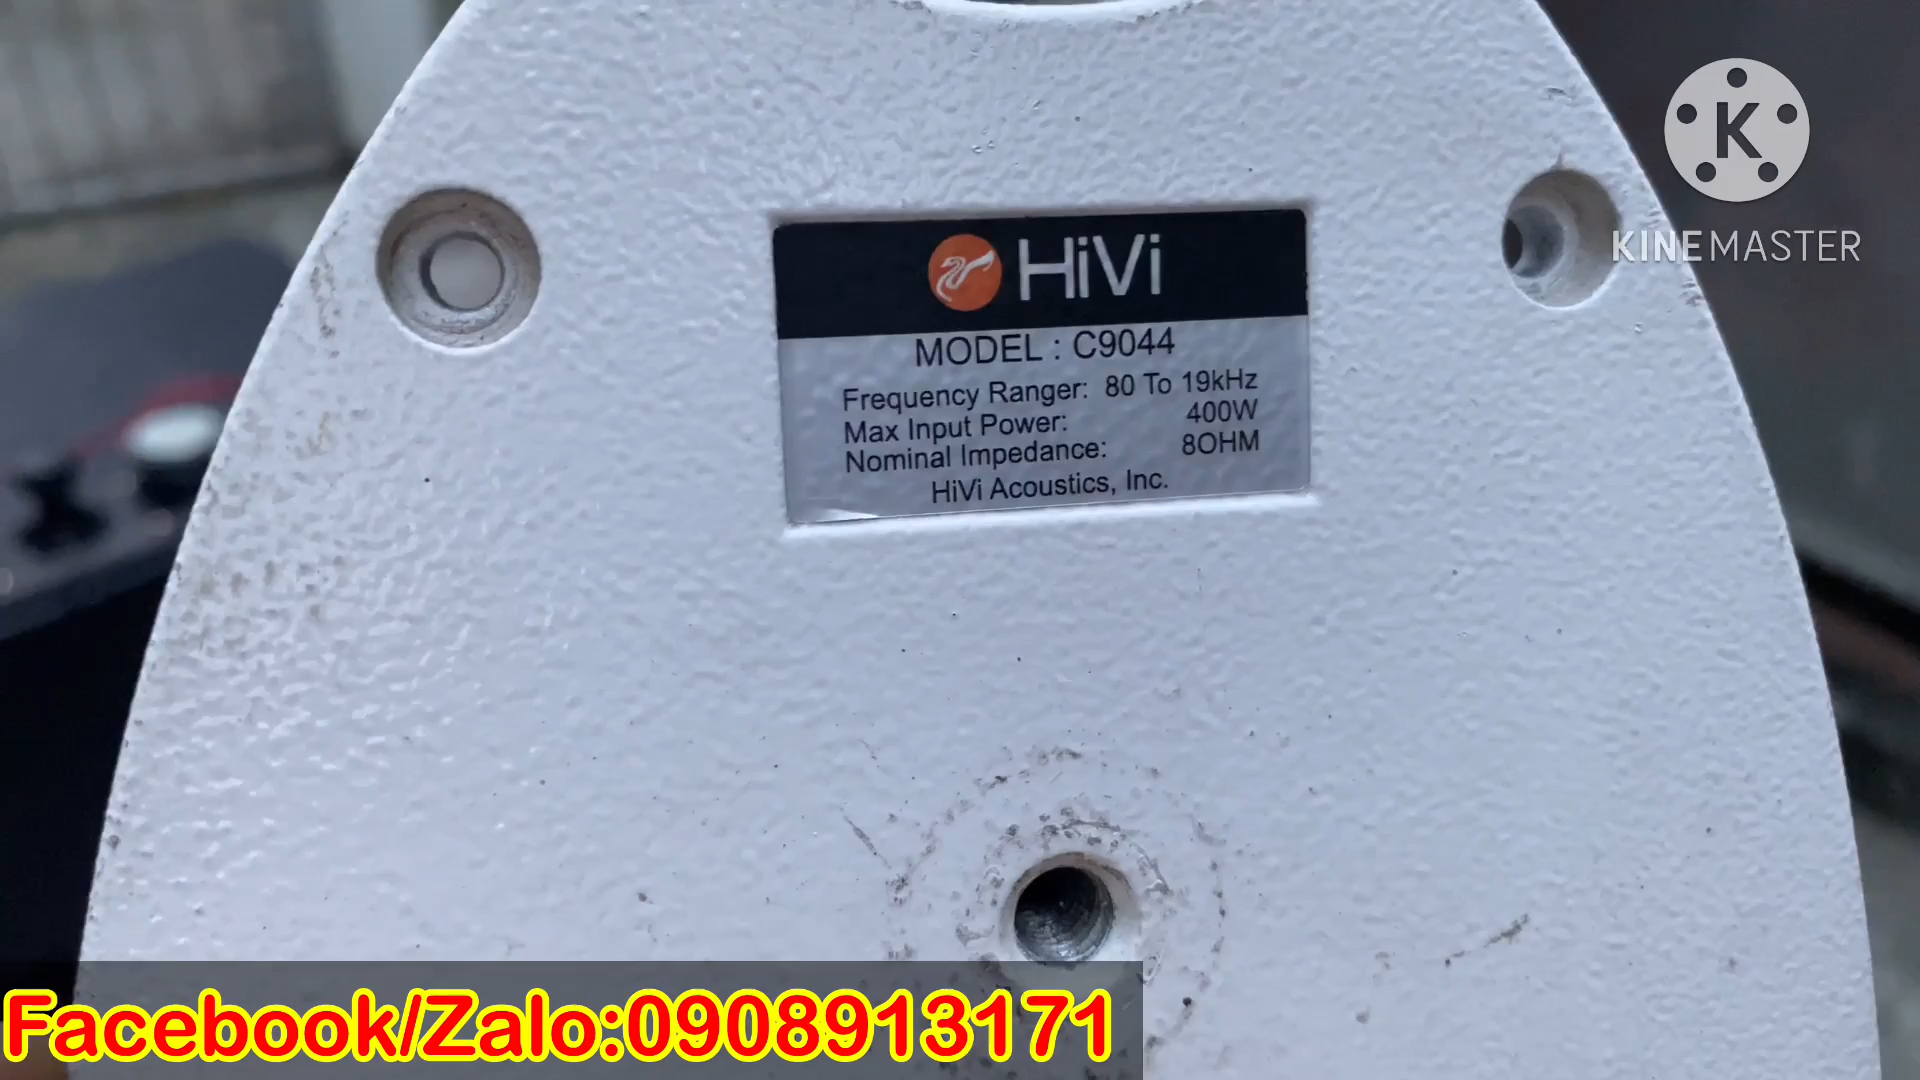 K
KINEMASTER
HiVi
MODEL : C9044
Frequency Ranger: 80 To 19kHz
Max Input Power: 400W
Nominal Impedance: 8OHM
HiVi Acoustics, Inc.
Facebook/Zalo:0908913171